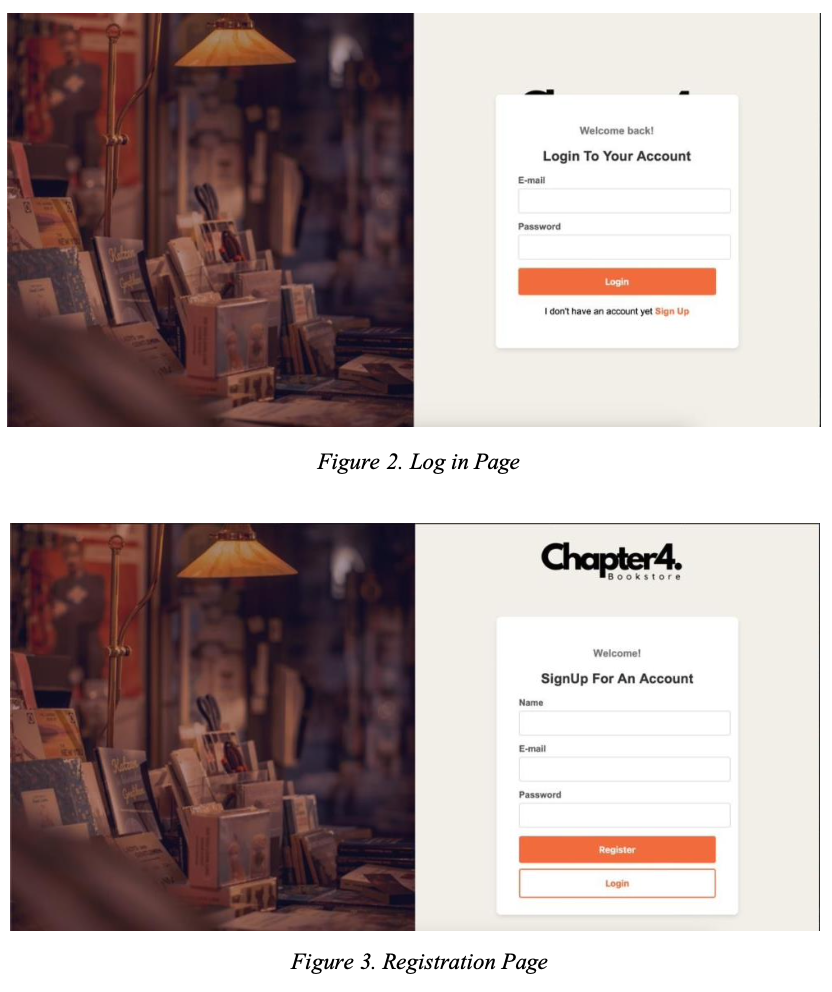 Chapter4.
Welcome back!
Login To Your Account
E-mail
Password
Login
I don't have an account yet Sign Up
Figure 2. Log in Page
Chapter4.
Bookstore
Welcome!
SignUp For An Account
Name
E-mail
Password
Register
Login
Figure 3. Registration Page